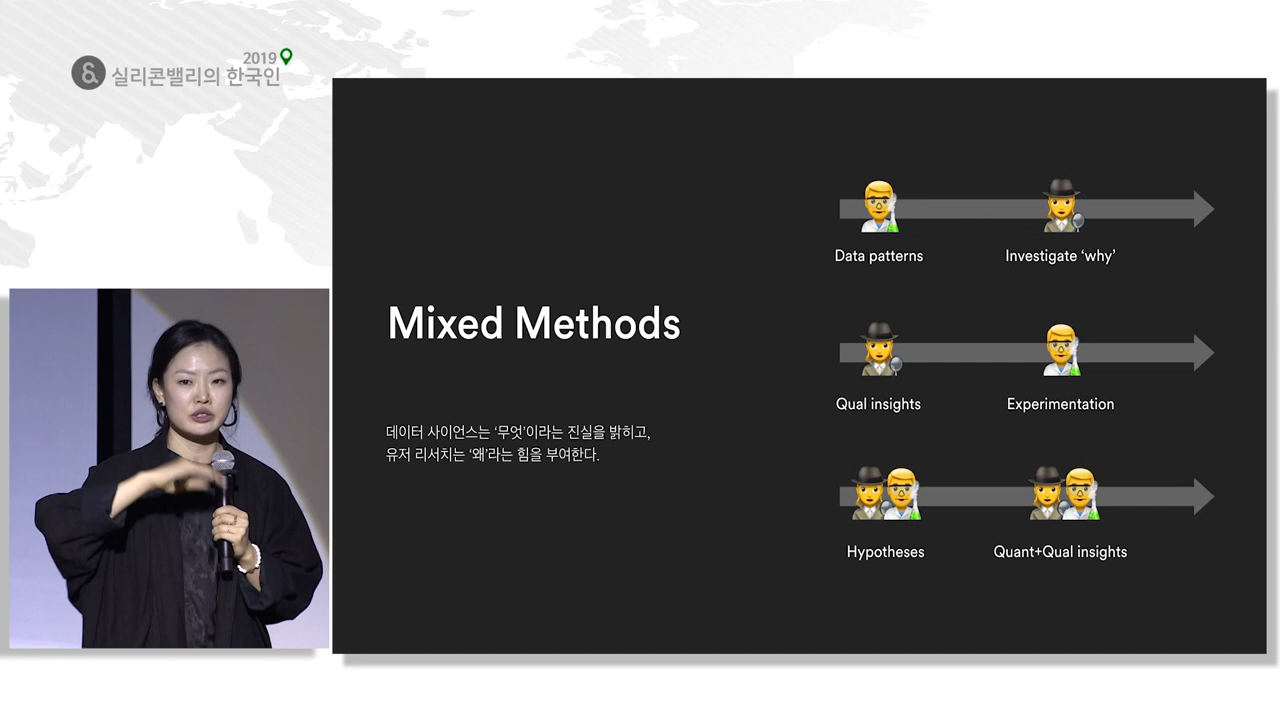 2019
& 실리콘밸리의 한국인
Mixed Methods
데이터 사이언스는 ‘무엇’이라는 진실을 밝히고,
유저 리서치는 ‘왜’라는 힘을 부여한다.
Data patterns
Investigate ‘why’
Qual insights
Experimentation
Hypotheses
Quant+Qual insights